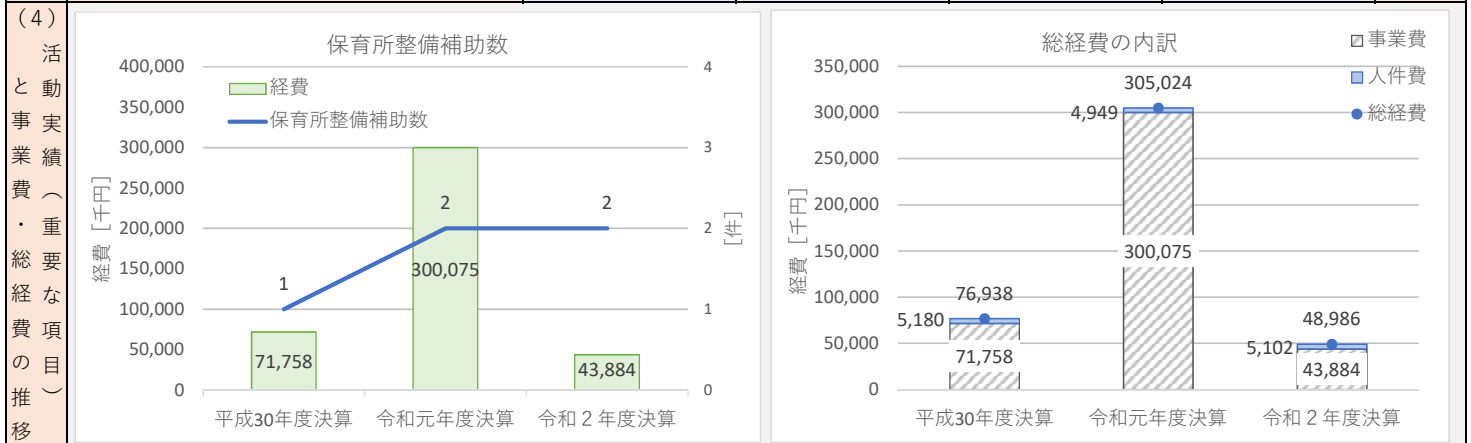 (4)
活動実績（重要な項目）
と事業費・総経費の推移
保育所整備補助数
400,000
350,000
300,000
250,000
200,000
150,000
100,000
50,000
0
経費 [千円]
経費
保育所整備補助数
4
3
2
1
0
[件]
1
2
2
71,758
300,075
43,884
平成30年度決算
令和元年度決算
令和２年度決算
総経費の内訳
事業費
人件費
総経費
350,000
300,000
250,000
200,000
150,000
100,000
50,000
0
経費 [千円]
76,938
5,180
71,758
305,024
4,949
300,075
48,986
5,102
43,884
平成30年度決算
令和元年度決算
令和２年度決算